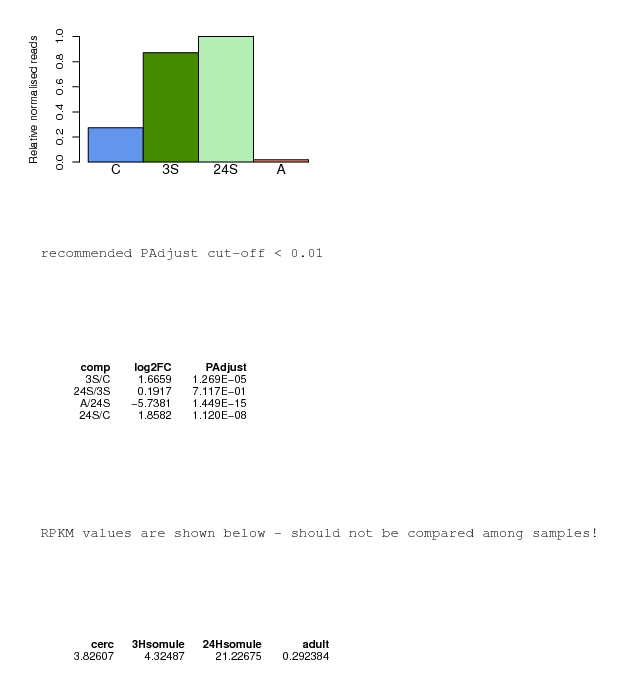 Relative normalised reads
1.0
0.8
0.6
0.4
0.2
0.0
C 3S 24S A
recommended PAdjust cut-off < 0.01
comp log2FC PAdjust
3S/C 1.6659 1.269E−05
24S/3S 0.1917 7.117E−01
A/24S −5.7381 1.449E−15
24S/C 1.8582 1.120E−08
RPKM values are shown below - should not be compared among samples!
cerc 3Hsomule 24Hsomule adult
3.82607 4.32487 21.22675 0.292384